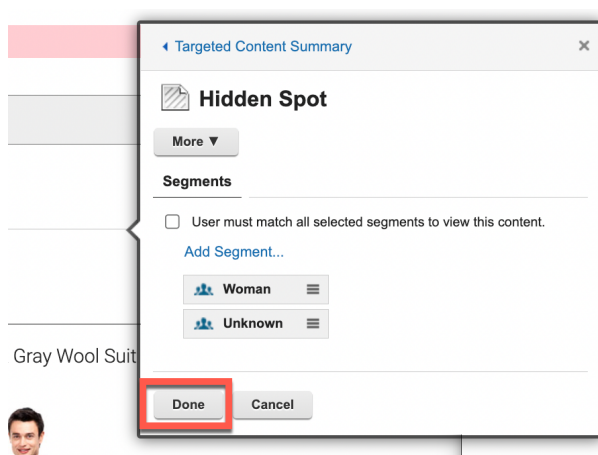 Targeted Content Summary
Hidden Spot
More ▼
Segments
User must match all selected segments to view this content.
Add Segment...
Woman
Unknown
Gray Wool Suit
Done Cancel